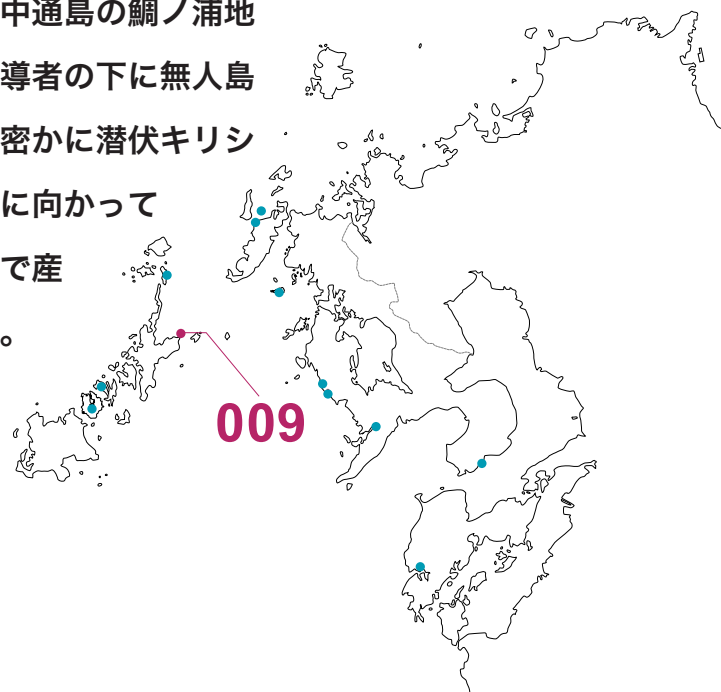 中通島の鯛ノ浦地
導者の下に無人島
密かに潜伏キリシ
に向かって
で産
。
009